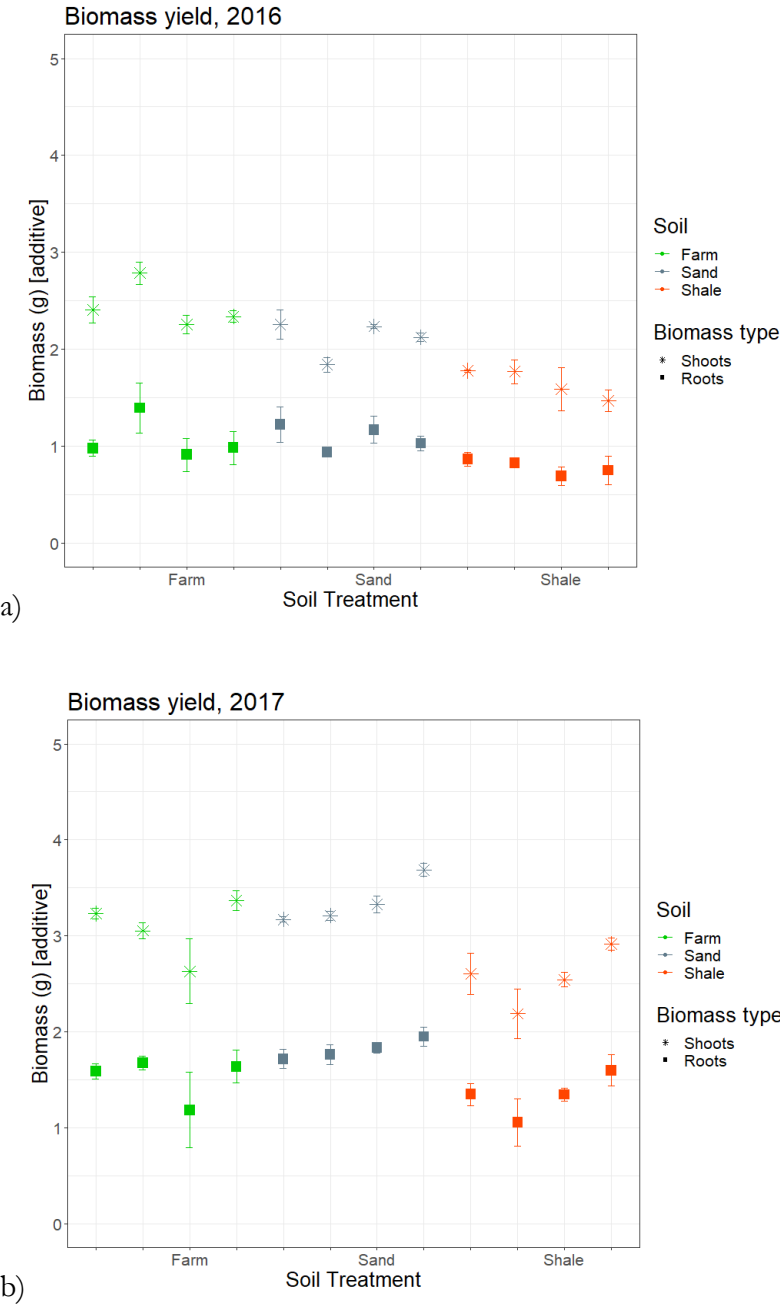 Biomass yield, 2016
Biomass (g) [additive]
5
4
3
2
1
0
Farm Sand Shale
Soil Treatment
Soil
Farm
Sand
Shale
Biomass type
Shoots
Roots
a)
Biomass yield, 2017
Biomass (g) [additive]
5
4
3
2
1
0
Farm Sand Shale
Soil Treatment
Soil
Farm
Sand
Shale
Biomass type
Shoots
Roots
b)